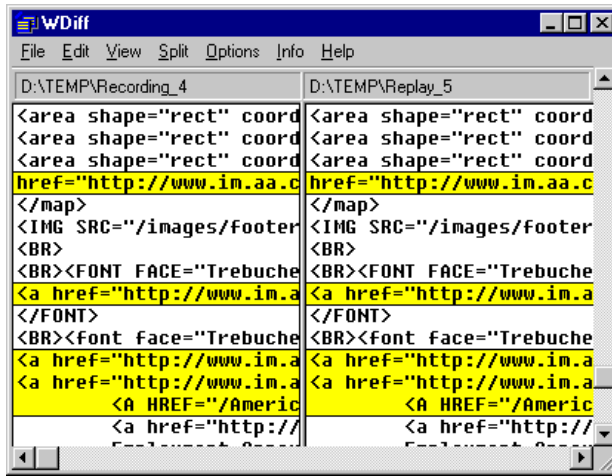 WDiff
File Edit View Split Options Info Help
D:\TEMP\Recording_4 D:\TEMP\Replay_5
<area shape="rect" coord <area shape="rect" coord
<area shape="rect" coord <area shape="rect" coord
<area shape="rect" coord <area shape="rect" coord
href="http://www.im.aa.c href="http://www.im.aa.c
</map> </map>
<IMG SRC="/images/footer <IMG SRC="/images/footer
<BR> <BR>
<BR><FONT FACE="Trebuche <BR><FONT FACE="Trebuche
<a href="http://www.im.a <a href="http://www.im.a
</FONT> </FONT>
<BR><font face="Trebuche <BR><font face="Trebuche
<a href="http://www.im.a <a href="http://www.im.a
<a href="http://www.im.a <a href="http://www.im.a
<A HREF="/Americ <A HREF="/Americ
<a href="http:// <a href="http://